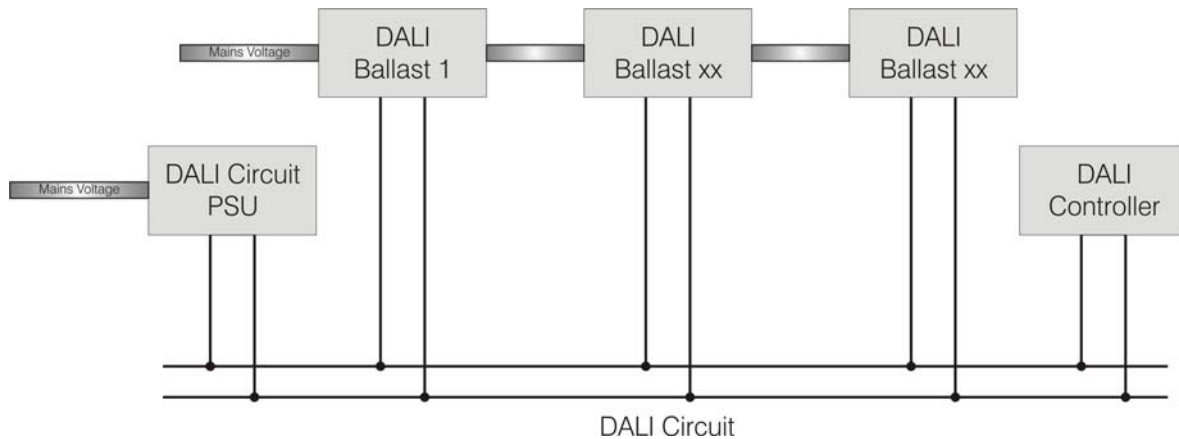 DALI
Ballast 1
DALI
Ballast xx
DALI
Ballast xx
Mains Voltage
DALI Circuit
PSU
Mains Voltage
DALI
Controller
DALI Circuit